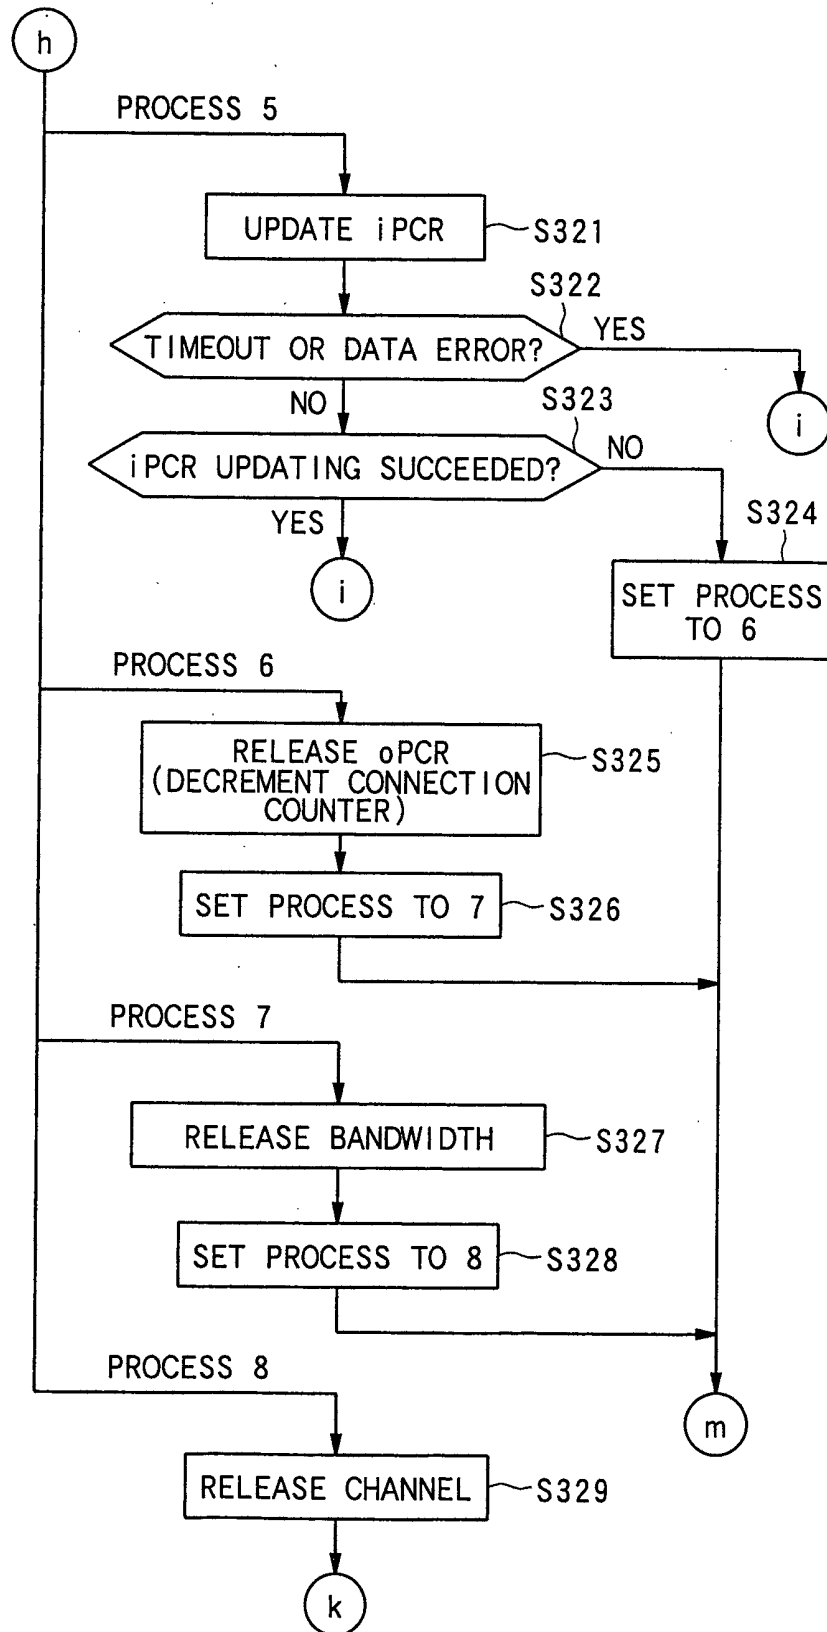 h
PROCESS 5
UPDATE iPCR
S321
S322
TIMEOUT OR DATA ERROR?
YES
i
NO
S323
iPCR UPDATING SUCCEEDED?
NO
YES
i
S324
SET PROCESS
TO 6
PROCESS 6
RELEASE oPCR
(DECREMENT CONNECTION
COUNTER)
S325
SET PROCESS TO 7
S326
PROCESS 7
RELEASE BANDWIDTH
S327
SET PROCESS TO 8
S328
PROCESS 8
m
RELEASE CHANNEL
S329
k